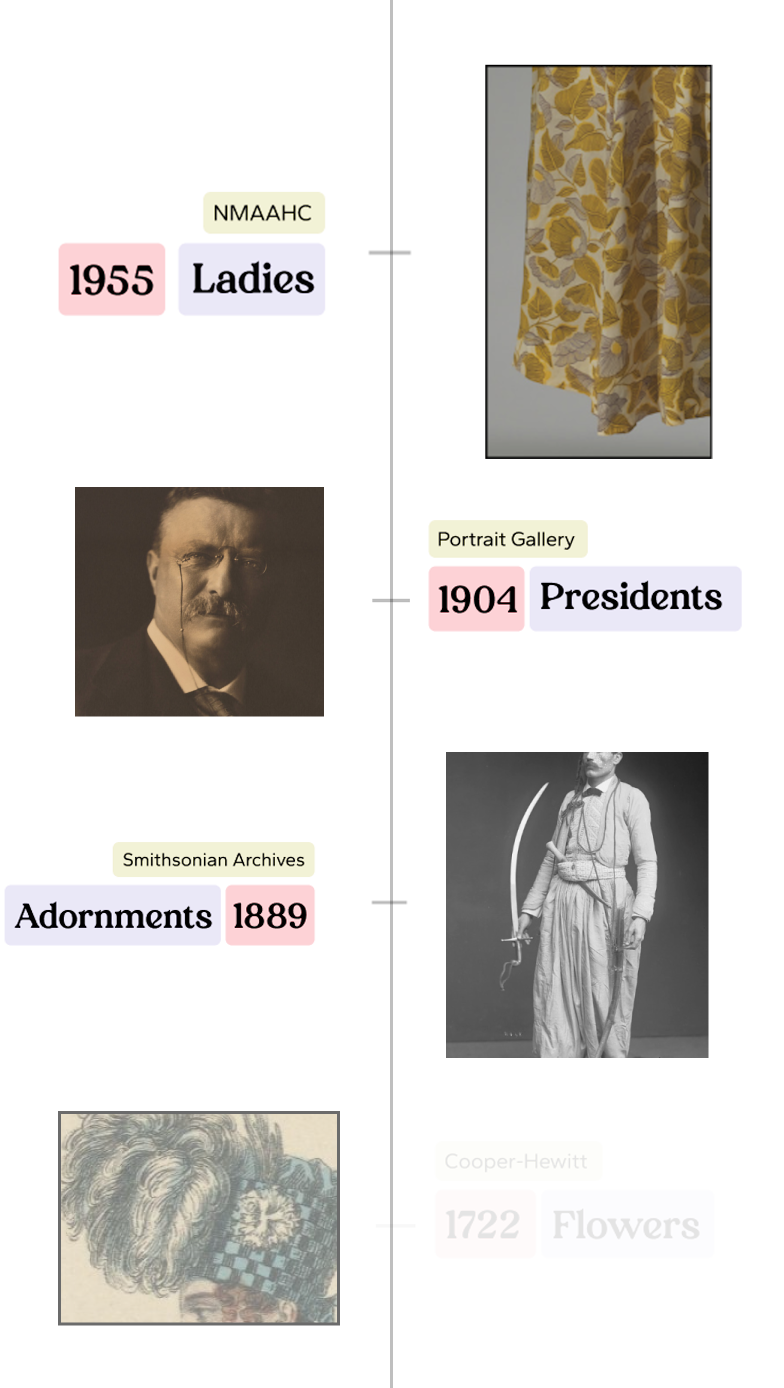 NMAAHC
1955 Ladies
Portrait Gallery
1904 Presidents
Smithsonian Archives
Adornments 1889
Cooper-Hewitt
1722 Flowers